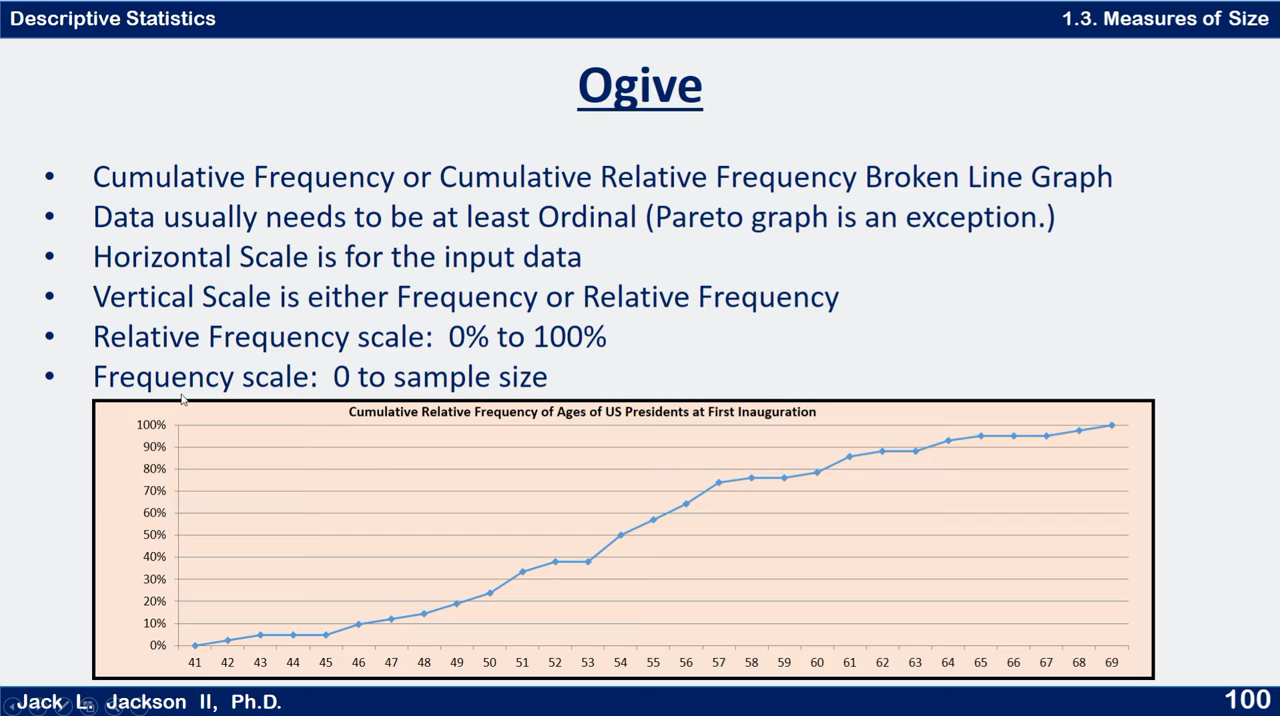 Descriptive Statistics
1.3. Measures of Size
Ogive
• Cumulative Frequency or Cumulative Relative Frequency Broken Line Graph
• Data usually needs to be at least Ordinal (Pareto graph is an exception.)
• Horizontal Scale is for the input data
• Vertical Scale is either Frequency or Relative Frequency
• Relative Frequency scale: 0% to 100%
• Frequency scale: 0 to sample size
Cumulative Relative Frequency of Ages of US Presidents at First Inauguration
100%
90%
80%
70%
60%
50%
40%
30%
20%
10%
0%
41 42 43 44 45 46 47 48 49 50 51 52 53 54 55 56 57 58 59 60 61 62 63 64 65 66 67 68 69
Jack L. Jackson II, Ph.D.
100